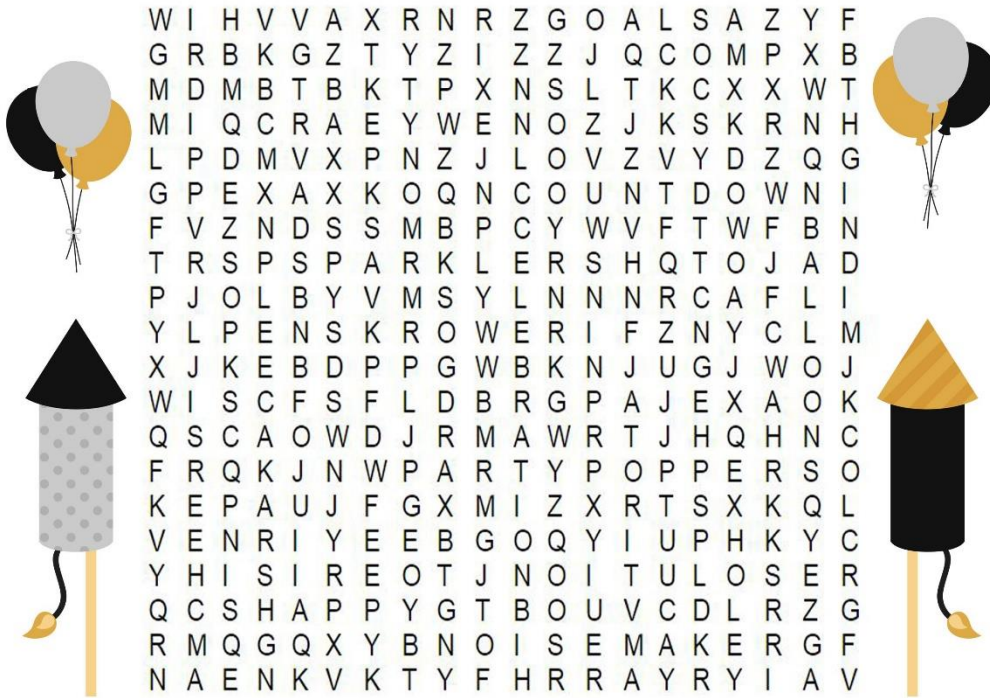 W I H V V A X R N R Z G O A L S A Z Y F
G R B K G Z T Y Z I Z Z J Q C O M P X B
M D M B T B K T P X N S L T K C X X W T
M I Q C R A E Y W E N O Z J K S K R N H
L P D M V X P N Z J L O V Z V Y D Z Q G
G P E X A X K O Q N C O U N T D O W N I
F V Z N D S S M B P C Y W V F T W F B N
T R S P S P A R K L E R S H Q T O J A D
P J O L B Y V M S Y L N N N R C A F L I
Y L P E N S K R O W E R I F Z N Y C L M
X J K E B D P P G W B K N J U G J W O J
W I S C F S F L D B R G P A J E X A O K
Q S C A O W D J R M A W R T J H Q H N C
F R Q K J N W P A R T Y P O P P E R S O
K E P A U J F G X M I Z X R T S X K Q L
V E N R I Y E E B G O Q Y I U P H K Y C
Y H I S I R E O T J N O I T U L O S E R
Q C S H A P P Y G T B O U V C D L R Z G
R M Q G Q X Y B N O I S E M A K E R G F
N A E N K V K T Y F H R R A Y R Y I A V